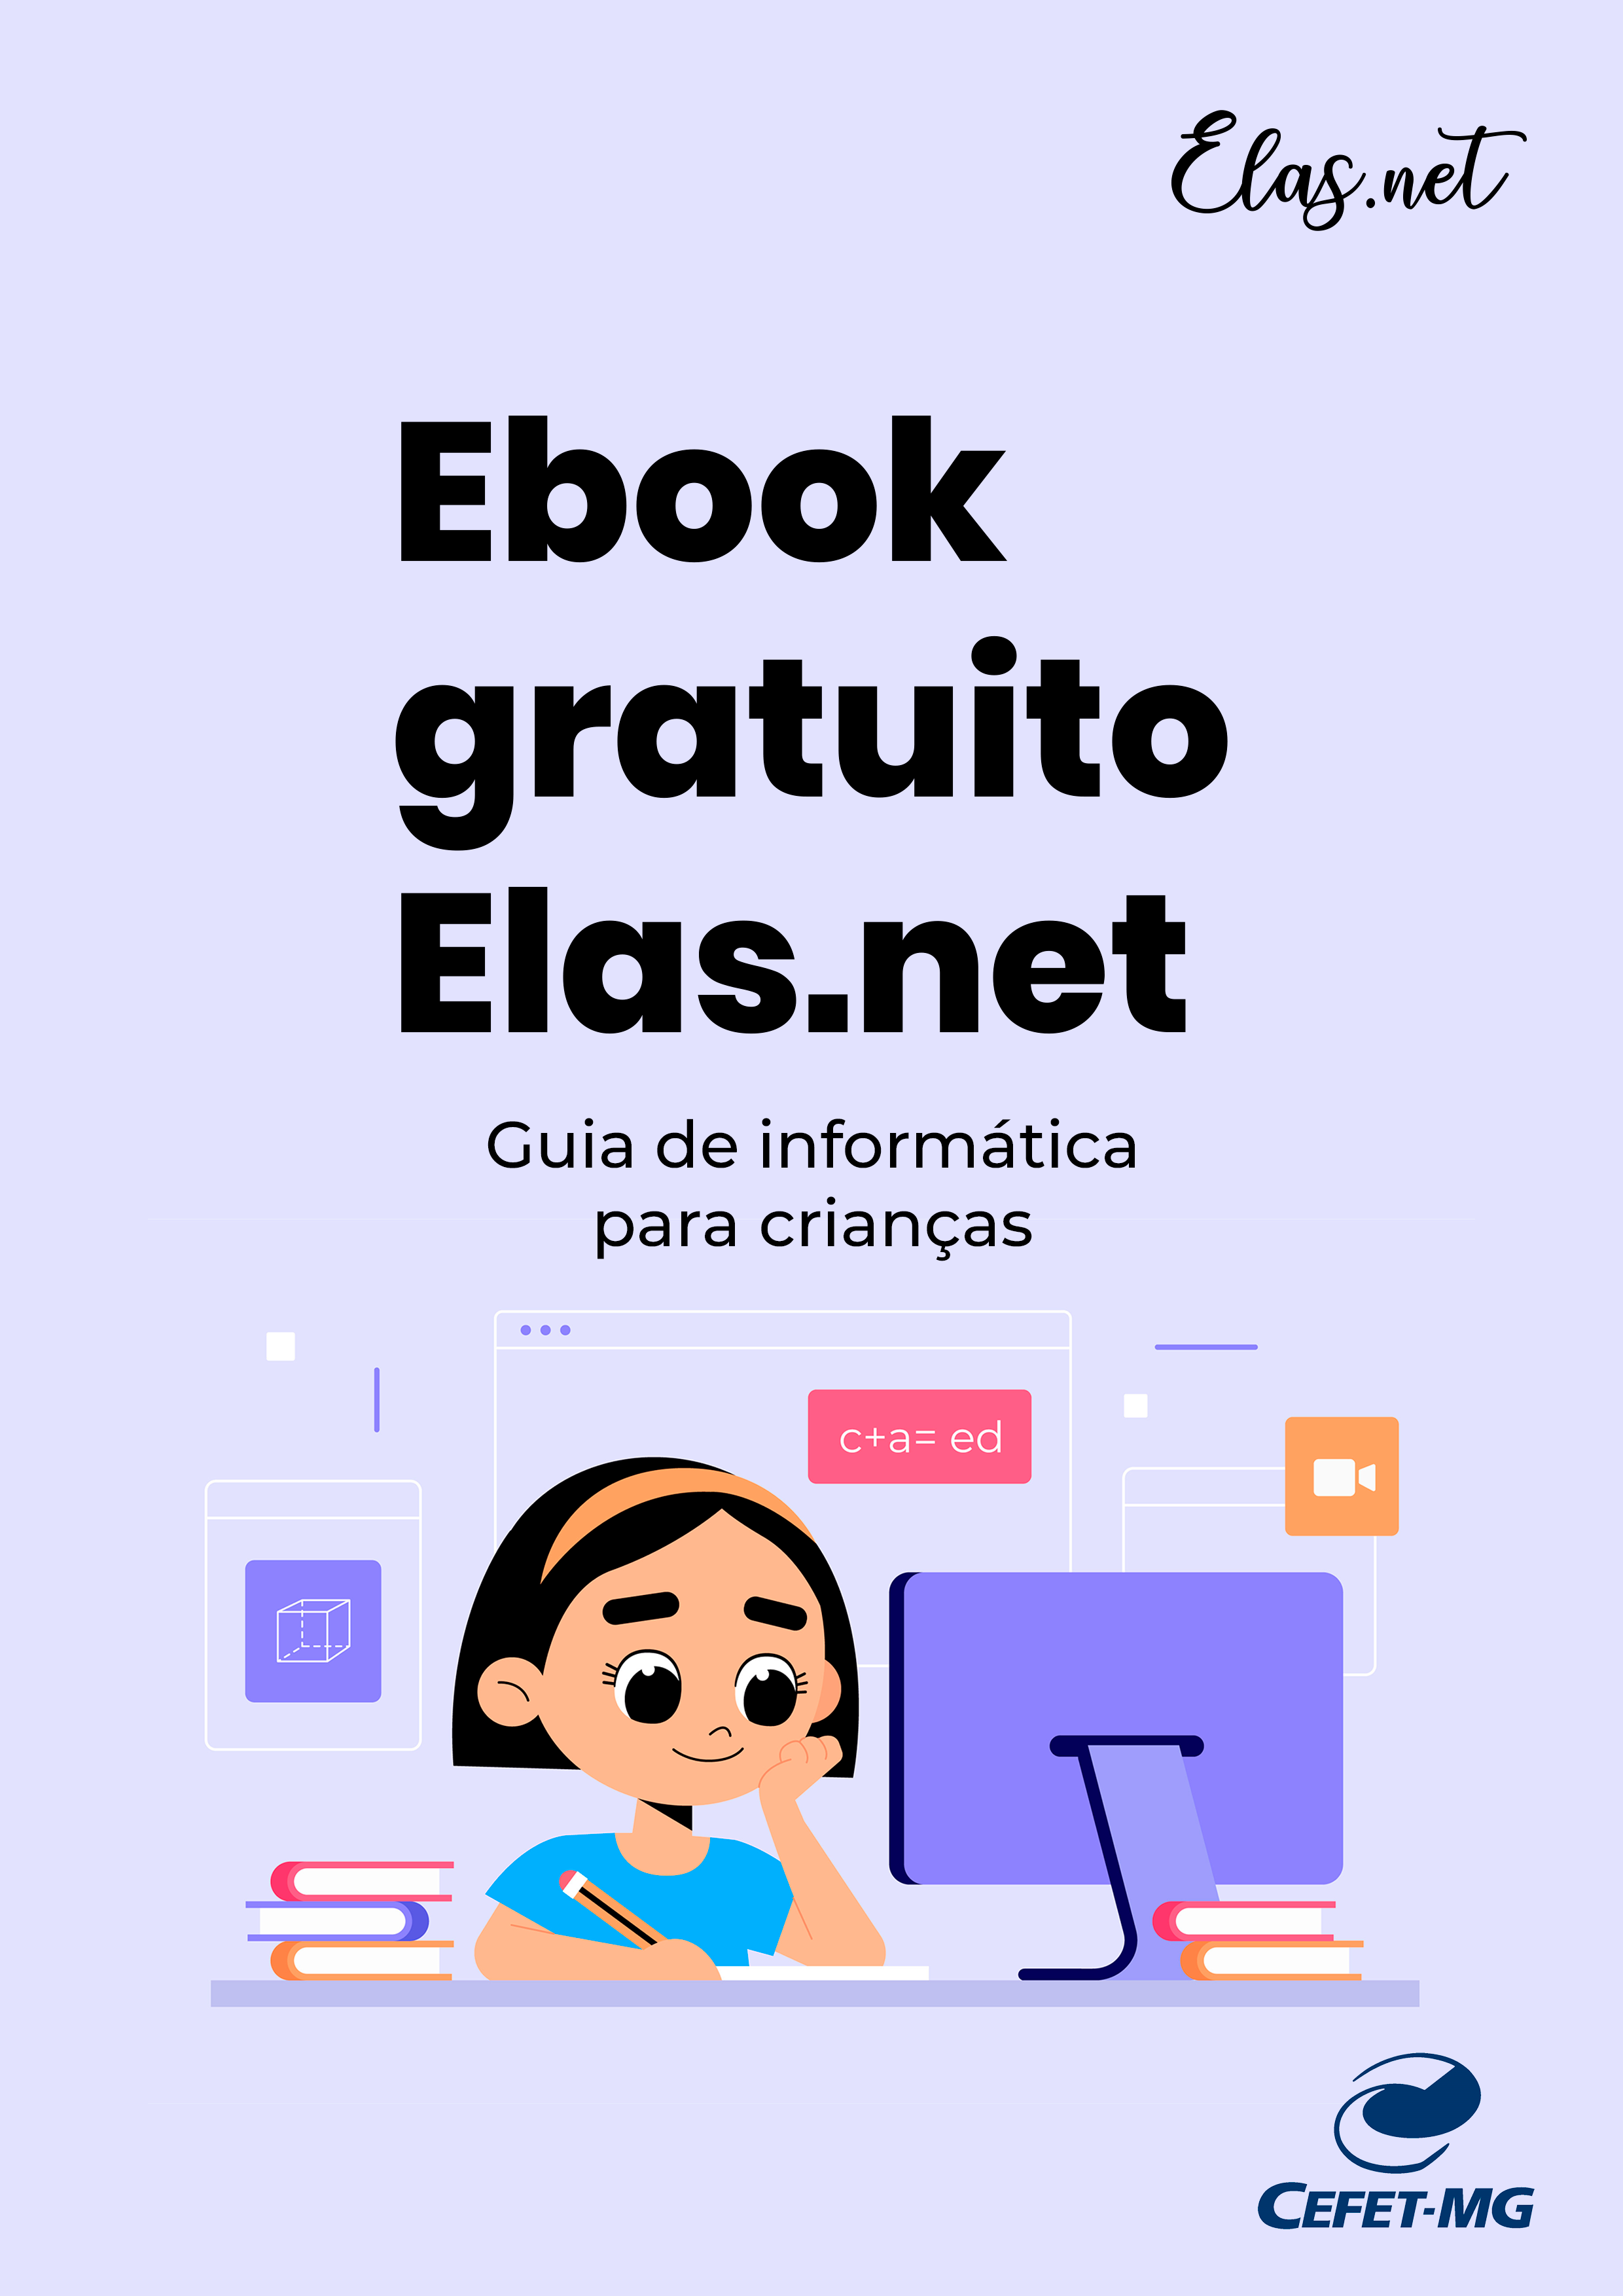 Elas.net
Ebook
gratuito
Elas.net
Guia de informática
para crianças
c+a= ed
CEFET-MG